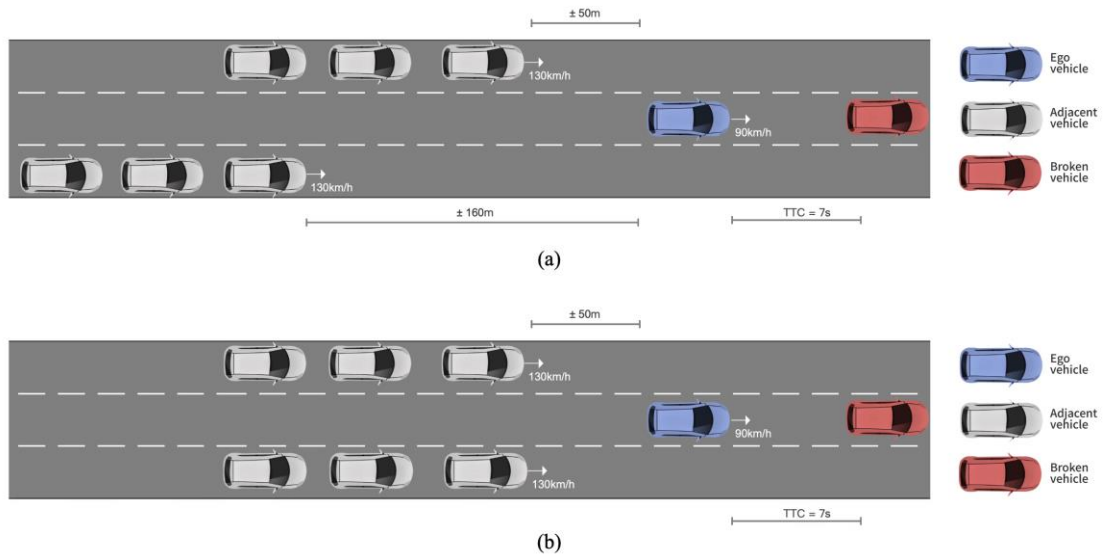 ± 50m
130km/h
90km/h
130km/h
± 160m
TTC = 7s
Ego
vehicle
Adjacent
vehicle
Broken
vehicle
(a)
± 50m
130km/h
90km/h
130km/h
TTC = 7s
Ego
vehicle
Adjacent
vehicle
Broken
vehicle
(b)